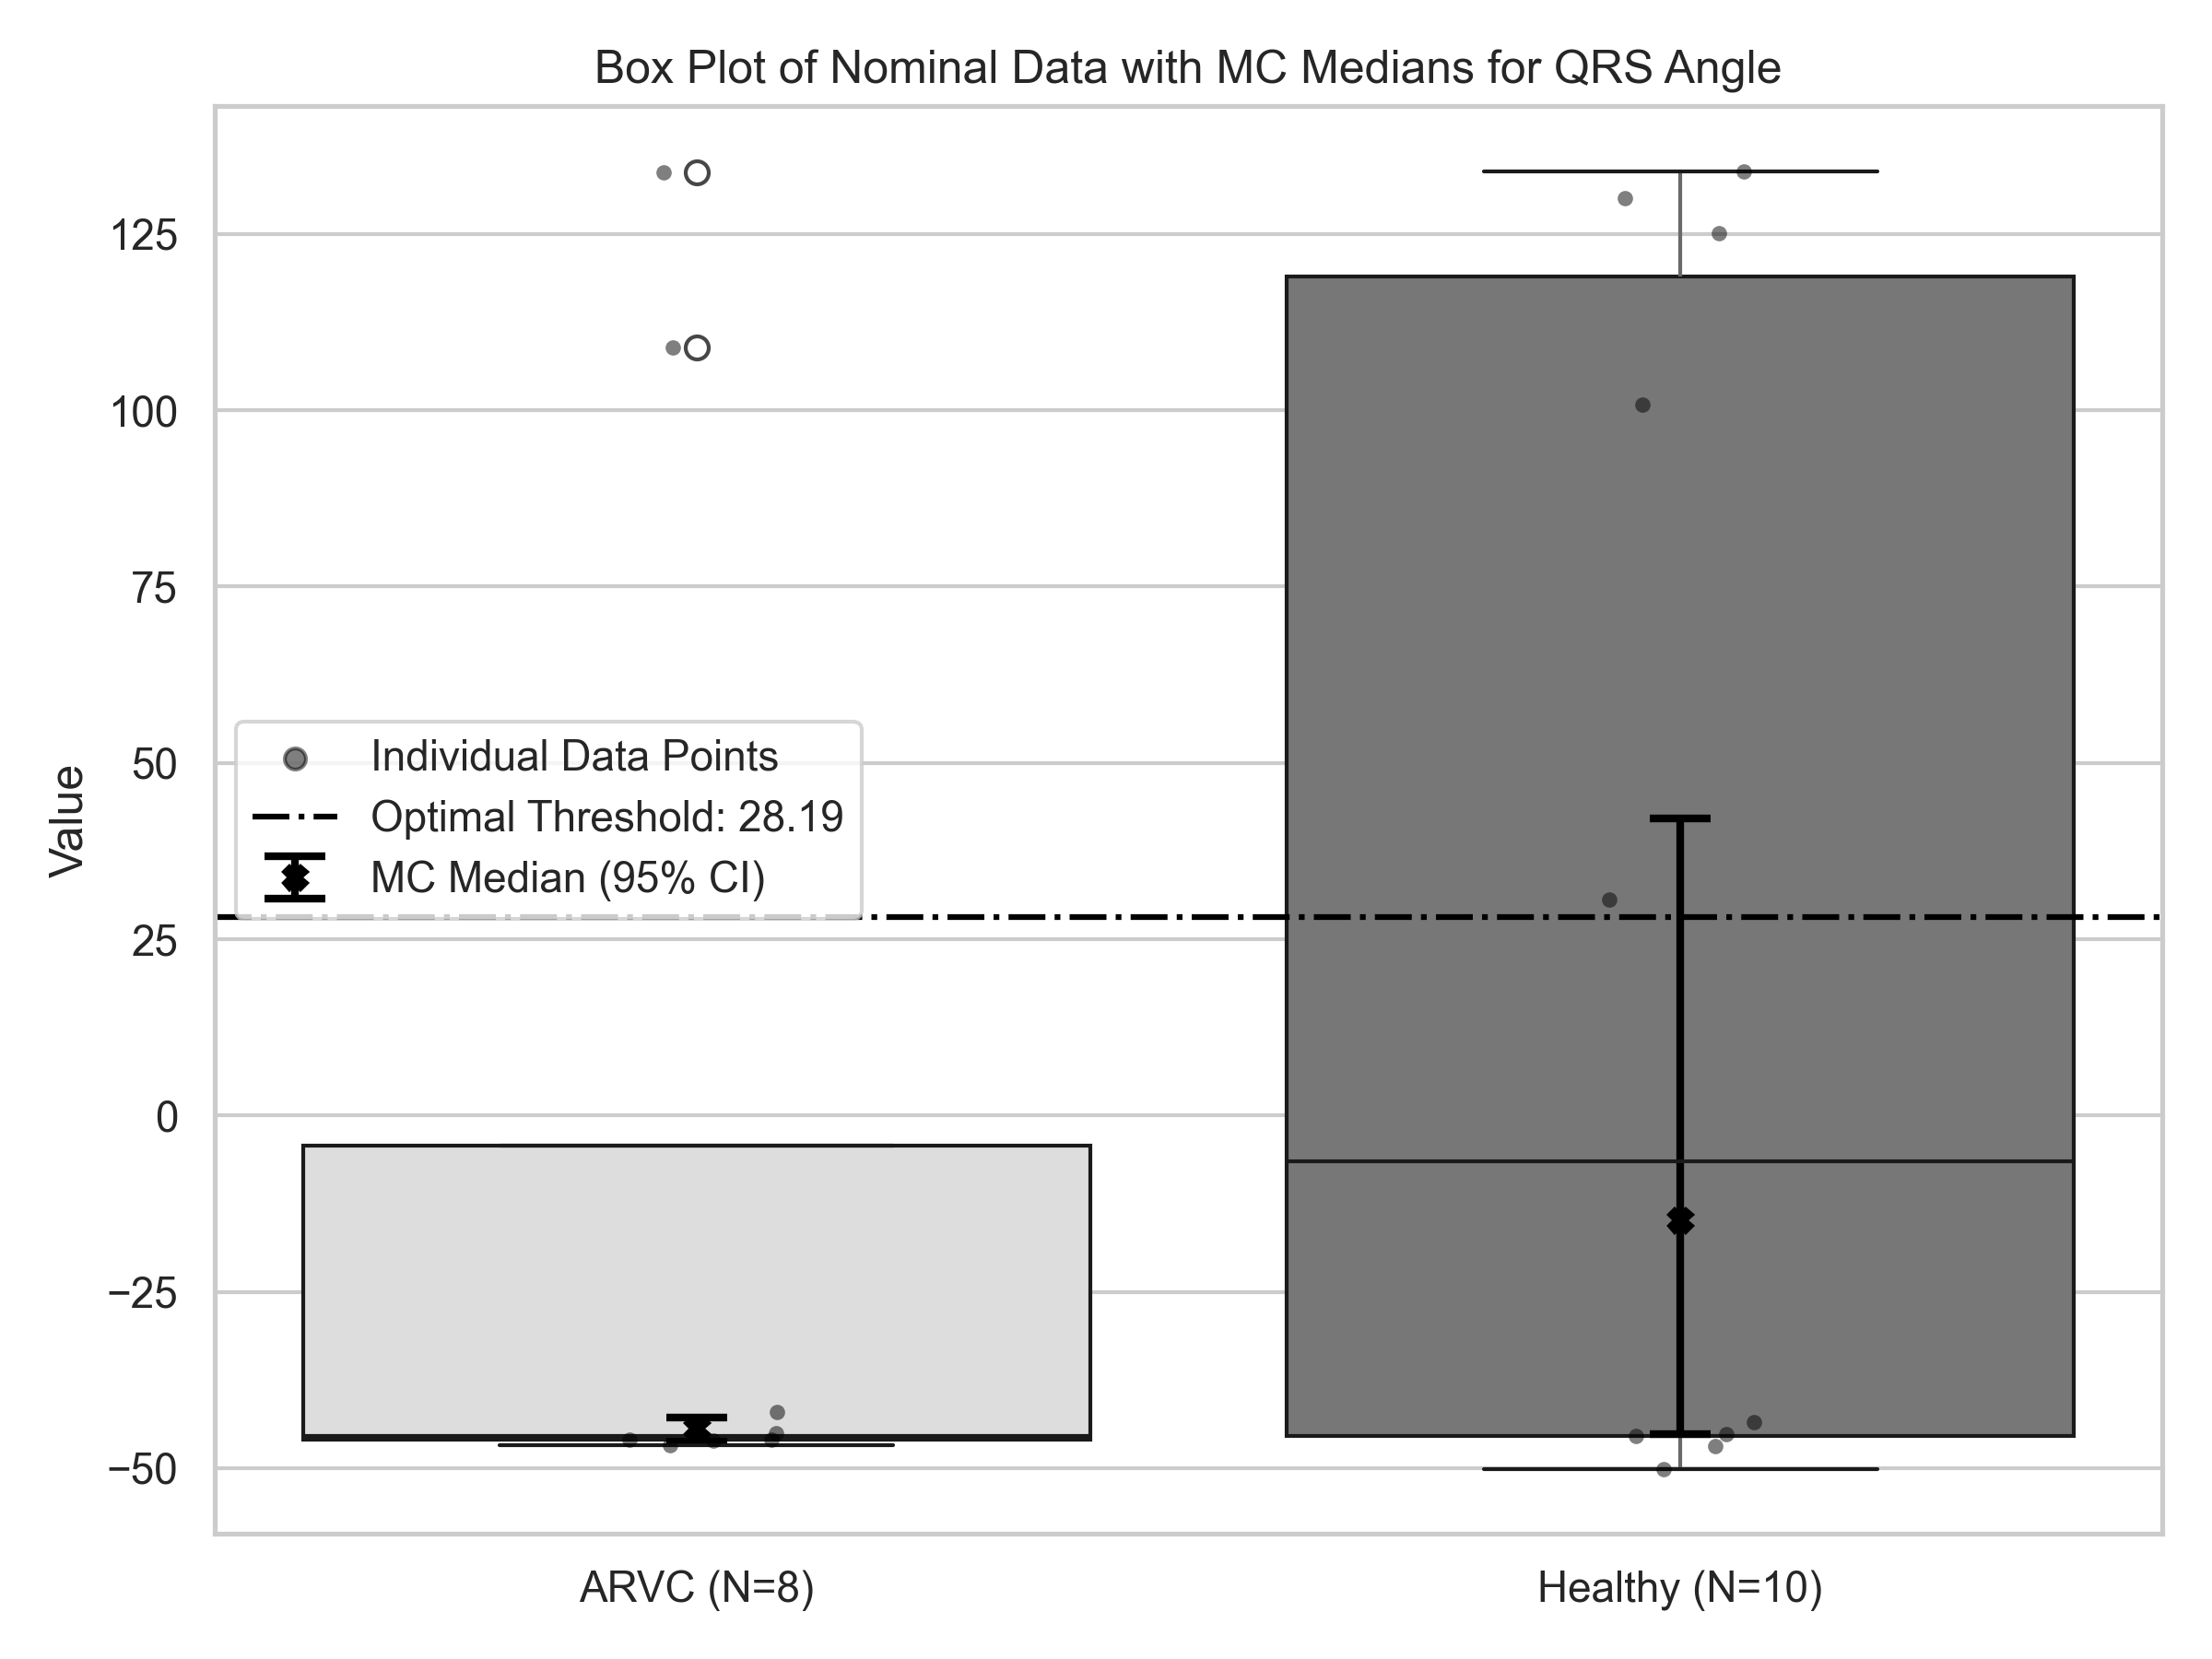 Box Plot of Nominal Data with MC Medians for QRS Angle
Value
125
100
75
50
25
0
−25
−50
Individual Data Points
Optimal Threshold: 28.19
MC Median (95% CI)
ARVC (N=8)
Healthy (N=10)